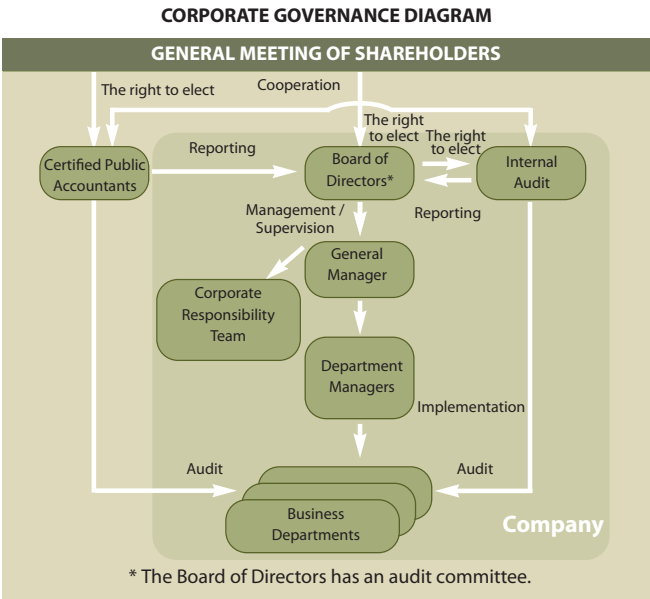 CORPORATE GOVERNANCE DIAGRAM
GENERAL MEETING OF SHAREHOLDERS
The right to elect
Cooperation
The right
to elect
The right
to elect
Certified Public
Accountants
Reporting
Board of
Directors*
Internal
Audit
Reporting
Management /
Supervision
General
Manager
Corporate
Responsibility
Team
Department
Managers
Implementation
Audit
Audit
Business
Departments
Company
* The Board of Directors has an audit committee.